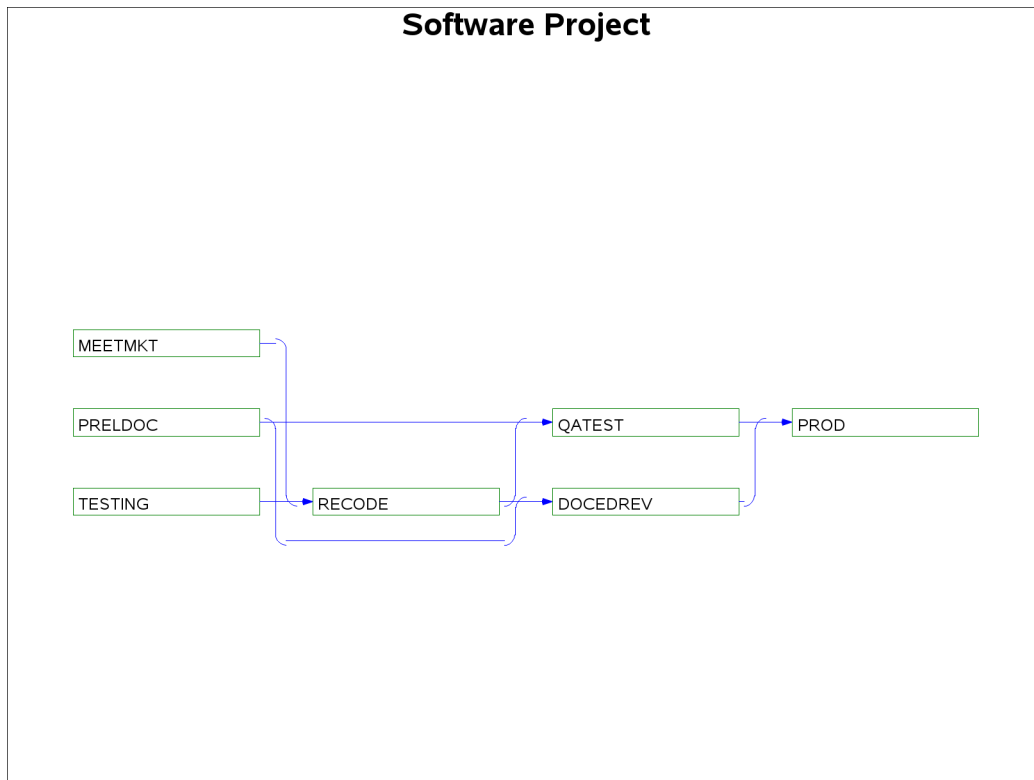 Software Project
MEETMKT
PRELDOC
QATEST
PROD
TESTING
RECODE
DOCEDREV